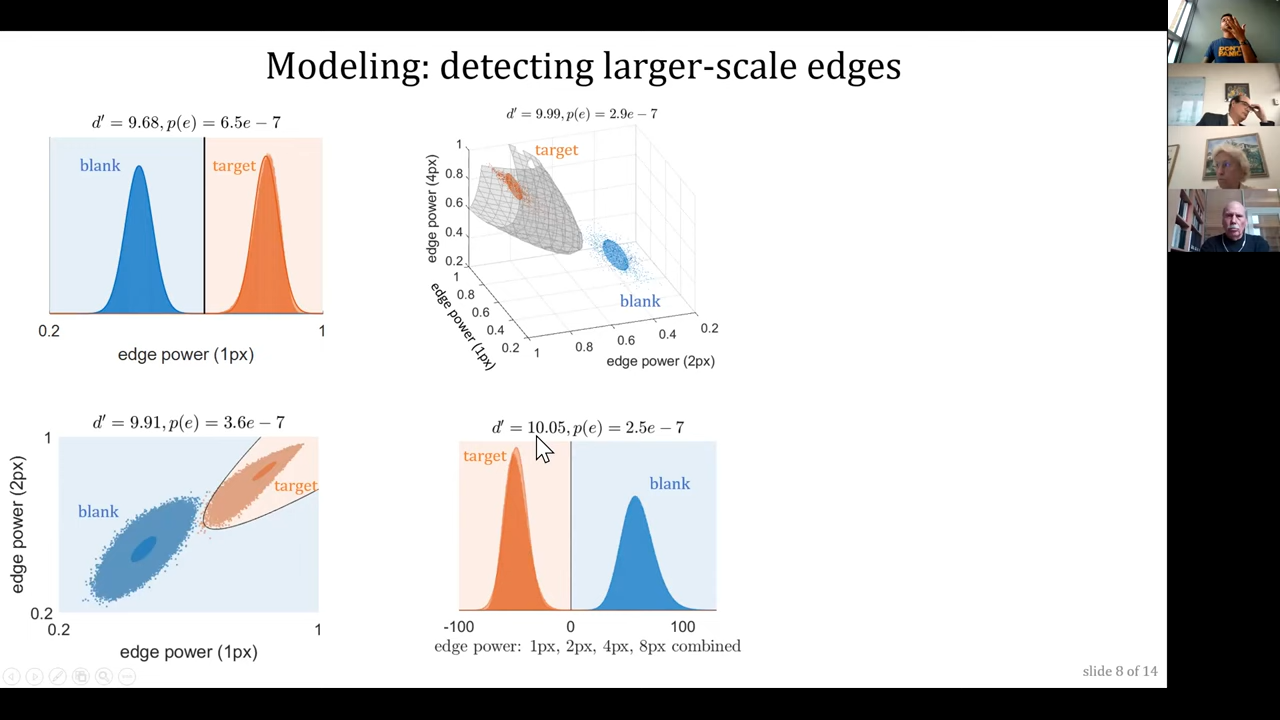 Modeling: detecting larger-scale edges
d′ = 9.68, p(e) = 6.5e − 7
blank
target
0.2
1
edge power (1px)
d′ = 9.99, p(e) = 2.9e − 7
target
blank
1
0.8
0.6
0.4
0.2
edge power (4px)
1
0.8
0.6
0.4
0.2
edge power (1px)
1
0.8
0.6
0.4
0.2
edge power (2px)
d′ = 9.91, p(e) = 3.6e − 7
1
blank
target
edge power (2px)
0.2
0.2
1
edge power (1px)
d′ = 10.05, p(e) = 2.5e − 7
target
blank
-100
0
100
edge power: 1px, 2px, 4px, 8px combined
slide 8 of 14
DON'T
PANIC